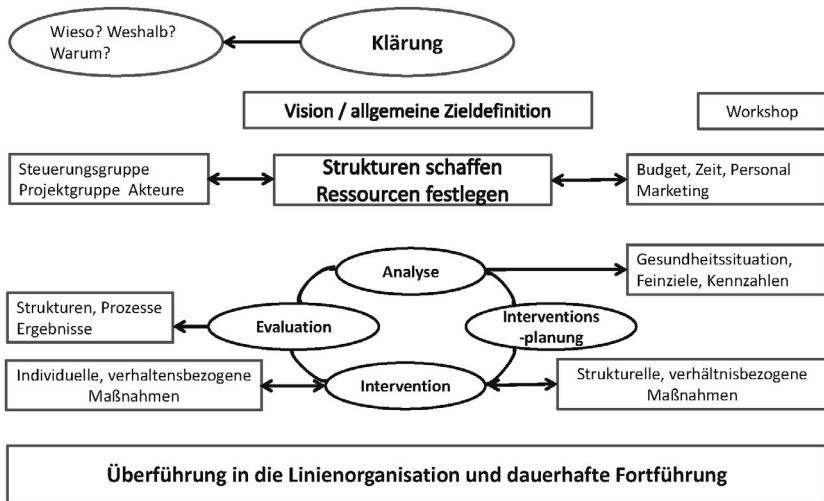 Wieso? Weshalb?
Warum?
Klärung
Vision / allgemeine Zieldefinition
Workshop
Steuerungsgruppe
Projektgruppe Akteure
Strukturen schaffen
Ressourcen festlegen
Budget, Zeit, Personal
Marketing
Analyse
Gesundheitssituation,
Feinziele, Kennzahlen
Strukturen, Prozesse
Ergebnisse
Evaluation
Interventions
-planung
Individuelle, verhaltensbezogene
Maßnahmen
Intervention
Strukturelle, verhältnisbezogene
Maßnahmen
Überführung in die Linienorganisation und dauerhafte Fortführung